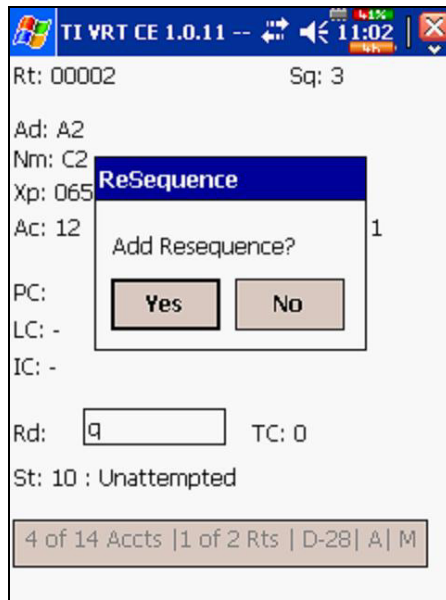 TI VRT CE 1.0.11 -- 41% 11:02 4h
Rt: 00002 Sq: 3
Ad: A2
Nm: C2
Xp: 065
ReSequence
Ac: 12 1
Add Resequence?
PC:
Yes No
LC: -
IC: -
Rd: q TC: 0
St: 10 : Unattempted
4 of 14 Accts |1 of 2 Rts | D-28| A| M